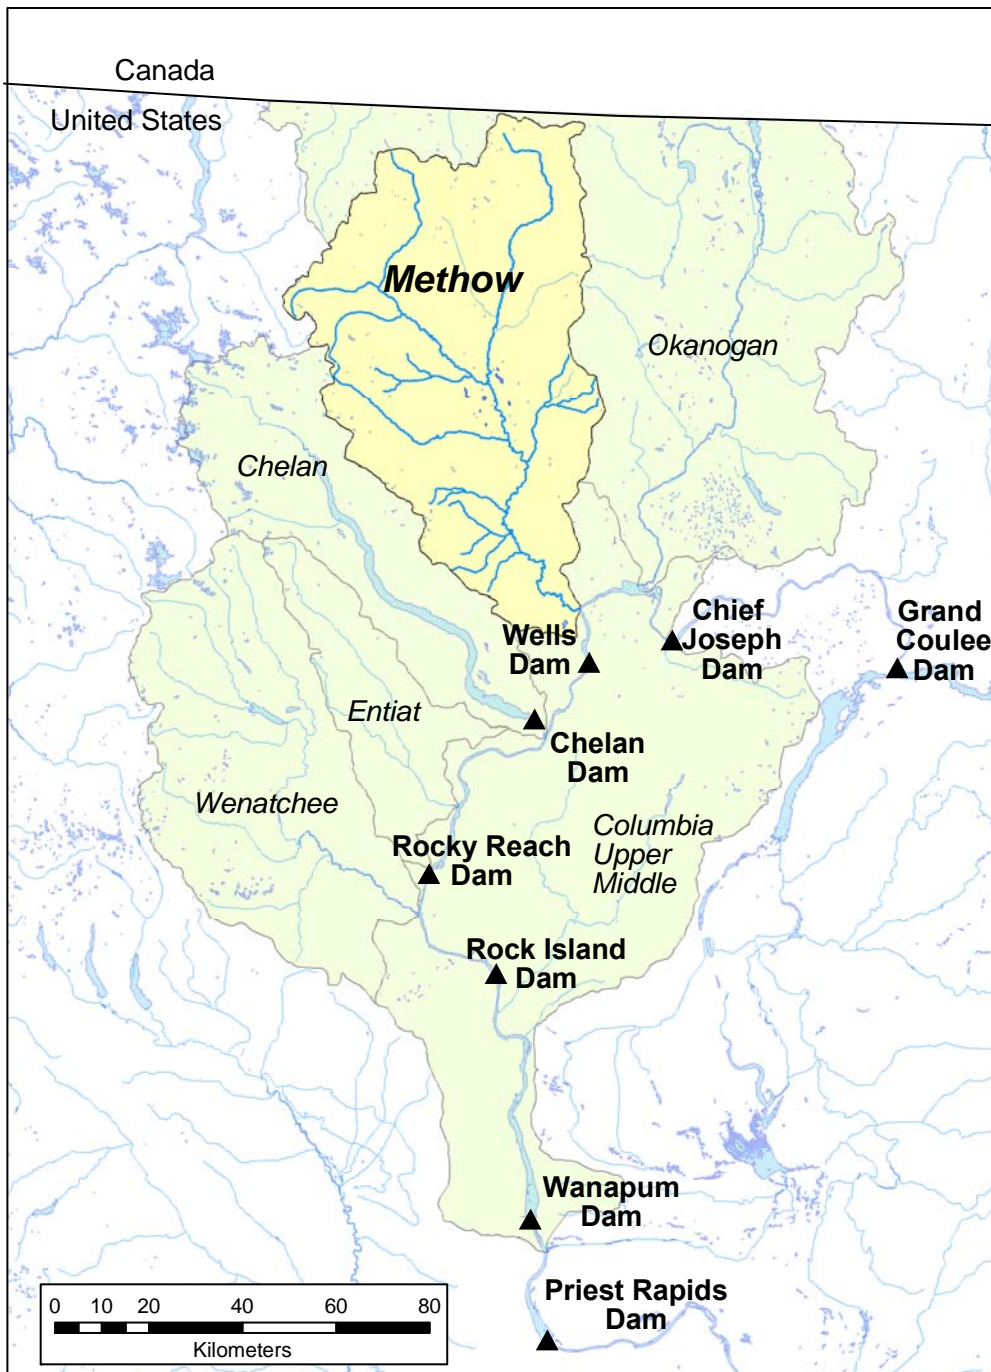 Canada
United States
Methow
Okanogan
Chelan
Chief
Joseph
Dam
Grand
Coulee
Dam
Wells
Dam
Entiat
Chelan
Dam
Wenatchee
Columbia
Upper
Middle
Rocky Reach
Dam
Rock Island
Dam
Wanapum
Dam
Priest Rapids
Dam
0 10 20 40 60 80
Kilometers